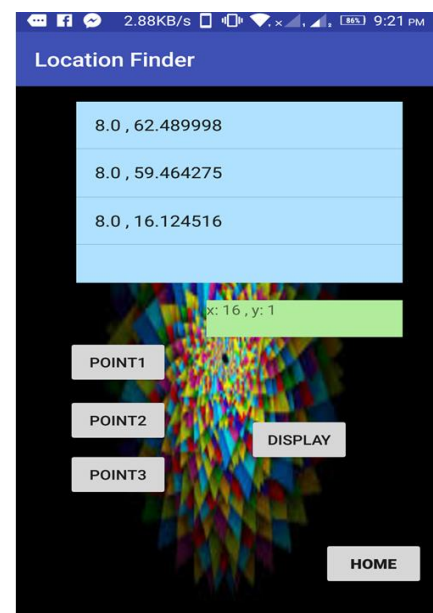 2.88KB/s 86% 9:21 PM
Location Finder
8.0 , 62.489998
8.0 , 59.464275
8.0 , 16.124516
x: 16 , y: 1
POINT1
POINT2
DISPLAY
POINT3
HOME